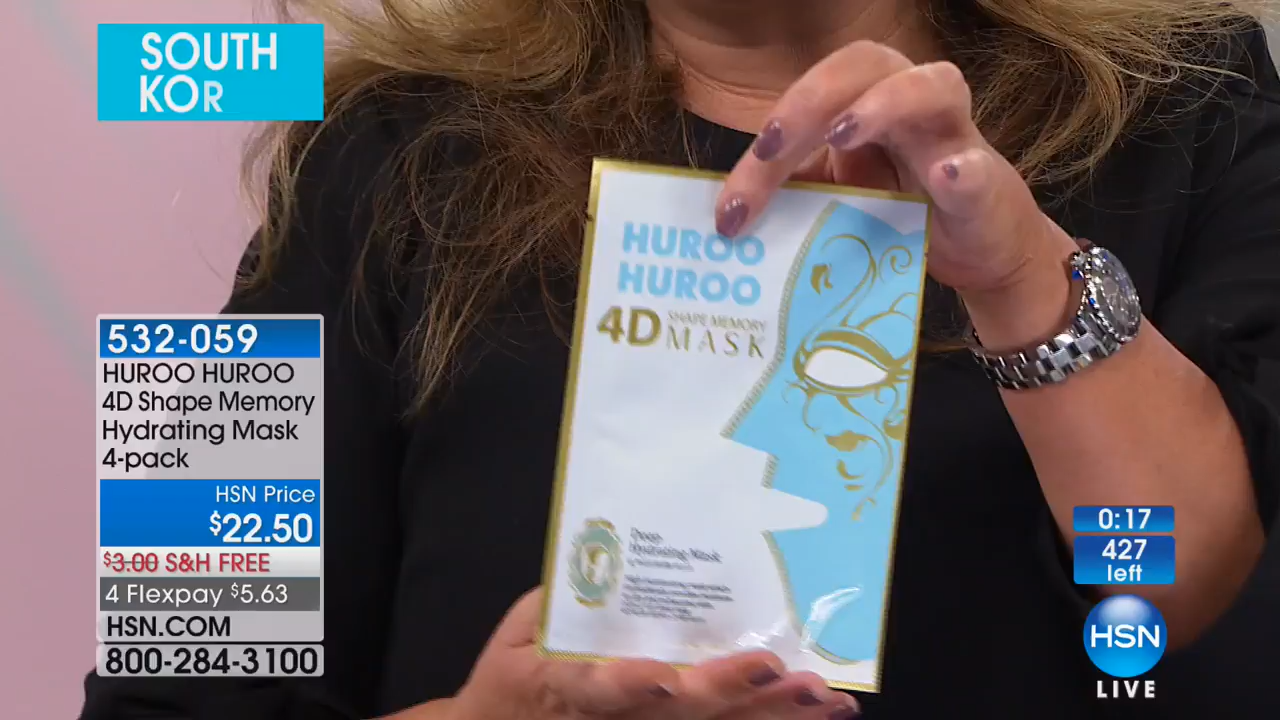 SOUTH
KOR
HUROO
HUROO
4D SHAPE MEMORY
MASK
Deep
Hydrating Mask
H
532-059
HUROO HUROO
4D Shape Memory
Hydrating Mask
4-pack
HSN Price
$22.50
$3.00 S&H FREE
4 Flexpay $5.63
HSN.COM
800-284-3100
0:17
427
left
HSN
LIVE